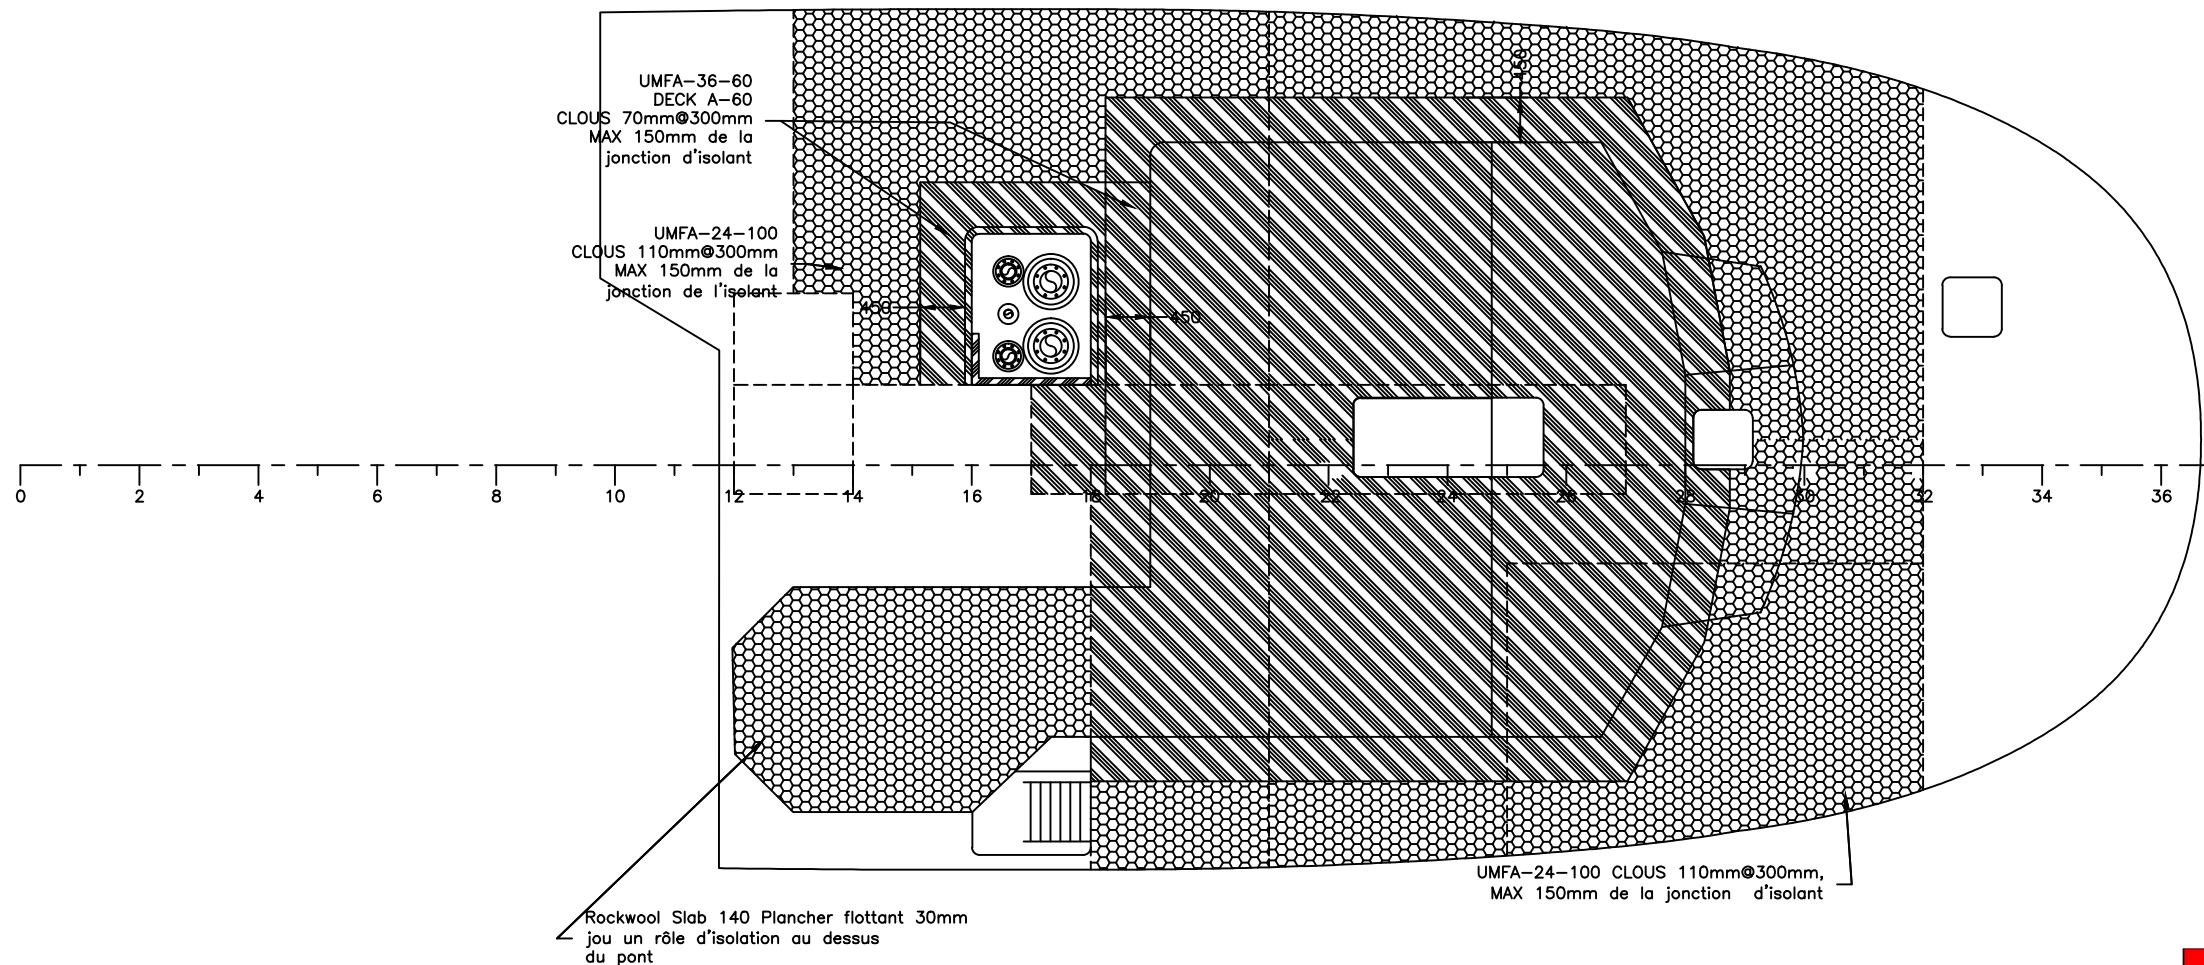 450
UMFA-36-60
DECK A-60
CLOUS 70mm@300mm
MAX 150mm de la
jonction d'isolant
UMFA-24-100
CLOUS 110mm@300mm
MAX 150mm de la
jonction de l'isolant
450
450
0 2 4 6 8 10 12 14 16 18 20 22 24 26 28 30 32 34 36
UMFA-24-100 CLOUS 110mm@300mm,
MAX 150mm de la jonction d'isolant
Rockwool Slab 140 Plancher flottant 30mm
jou un rôle d'isolation au dessus
du pont